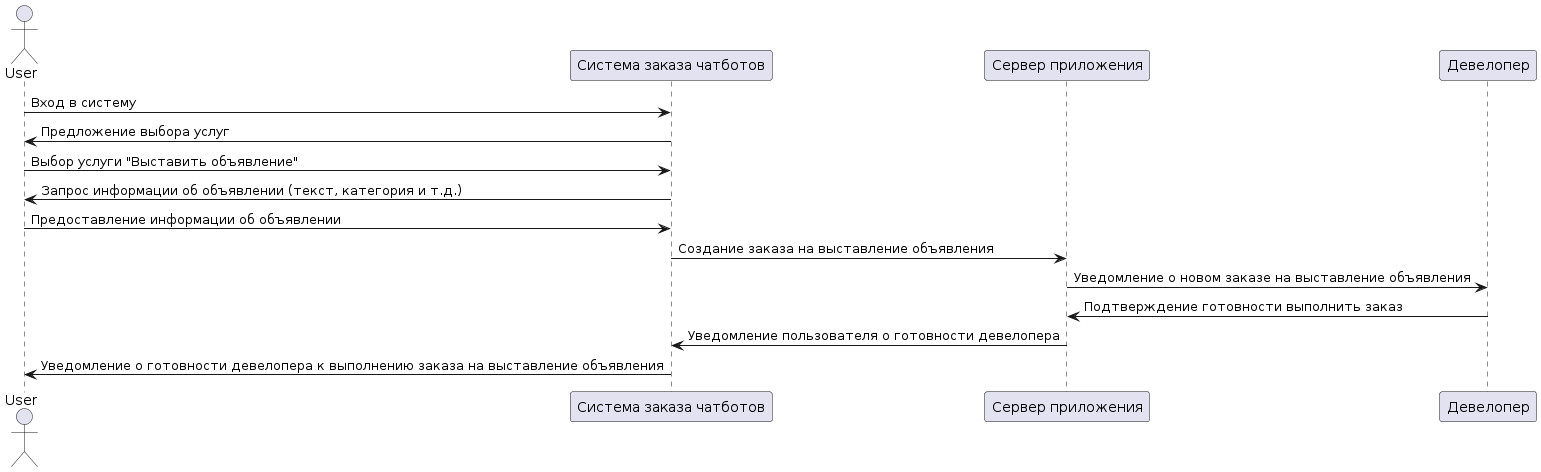 User
Система заказа чатботов
Сервер приложения
Девелопер
Вход в систему
Предложение выбора услуг
Выбор услуги "Выставить объявление"
Запрос информации об объявлении (текст, категория и т.д.)
Предоставление информации об объявлении
Создание заказа на выставление объявления
Уведомление о новом заказе на выставление объявления
Подтверждение готовности выполнить заказ
Уведомление пользователя о готовности девелопера
Уведомление о готовности девелопера к выполнению заказа на выставление объявления
User
Система заказа чатботов
Сервер приложения
Девелопер